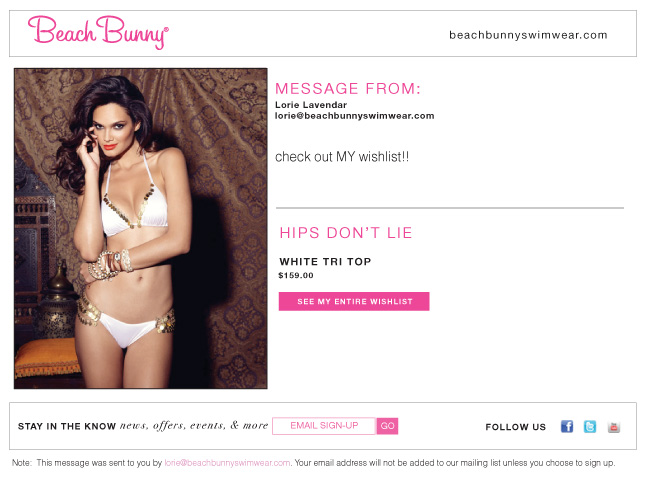 Beach Bunny®
beachbunnyswimwear.com
MESSAGE FROM:
Lorie Lavendar
lorie@beachbunnyswimwear.com
check out MY wishlist!!
HIPS DON'T LIE
WHITE TRI TOP
$159.00
SEE MY ENTIRE WISHLIST
STAY IN THE KNOW news, offers, events, & more EMAIL SIGN-UP GO
FOLLOW US
Note: This message was sent to you by lorie@beachbunnyswimwear.com. Your email address will not be added to our mailing list unless you choose to sign up.